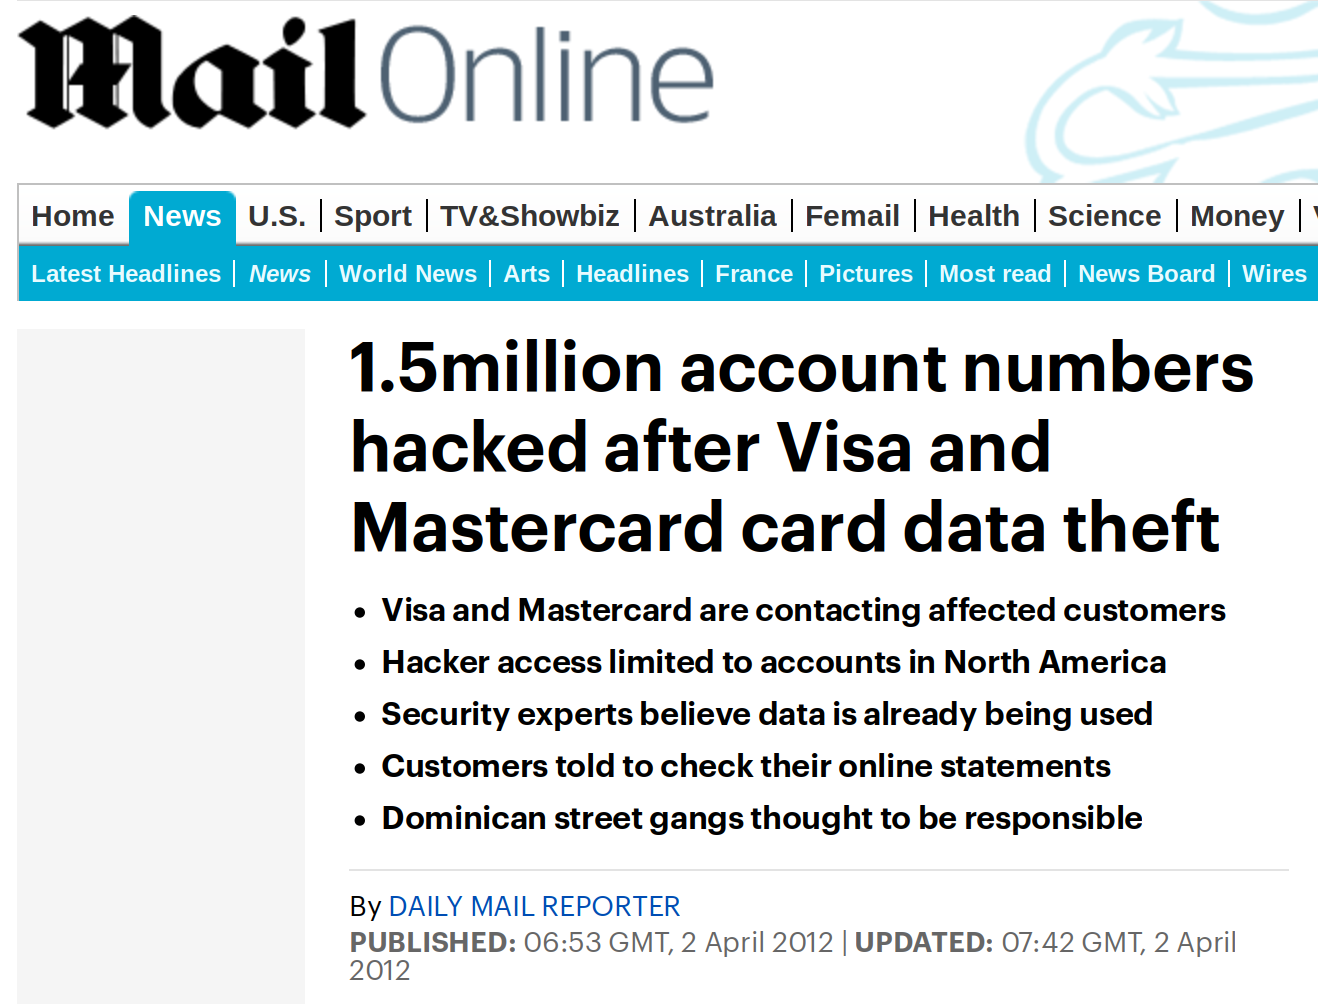 Mail Online
Home News U.S. Sport TV&Showbiz Australia Femail Health Science Money
Latest Headlines News World News Arts Headlines France Pictures Most read News Board Wires
1.5million account numbers
hacked after Visa and
Mastercard card data theft
• Visa and Mastercard are contacting affected customers
• Hacker access limited to accounts in North America
• Security experts believe data is already being used
• Customers told to check their online statements
• Dominican street gangs thought to be responsible
By DAILY MAIL REPORTER
PUBLISHED: 06:53 GMT, 2 April 2012 | UPDATED: 07:42 GMT, 2 April
2012